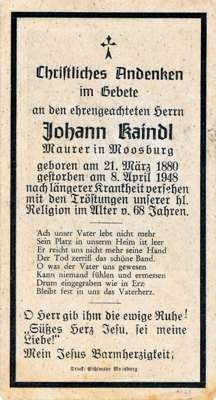 Christliches Andenken
im Gebete
an den ehrengeachteten Herrn
Johann Kaindl
Maurer in Moosburg
geboren am 21. März 1880
gestorben am 8. April 1948
nach längerer Krankheit versehen
mit den Tröstungen unserer hl.
Religion im Alter v. 68 Jahren.
Ach unser Vater lebt nicht mehr
Sein Platz in unserm Heim ist leer
Er reicht uns nicht mehr seine Hand
Der Tod zerriß das schöne Band.
O was der Vater uns gewesen
Kann niemand fühlen und ermessen
Drum eingegraben wie in Erz
Bleibt fest in uns das Vaterherz.
O Herr gib ihm die ewige Ruhe!
„Süßes Herz Jesu, sei meine
Liebe!"
Mein Jesus Barmherzigkeit;
Druck: Pichlmaier Moosburg